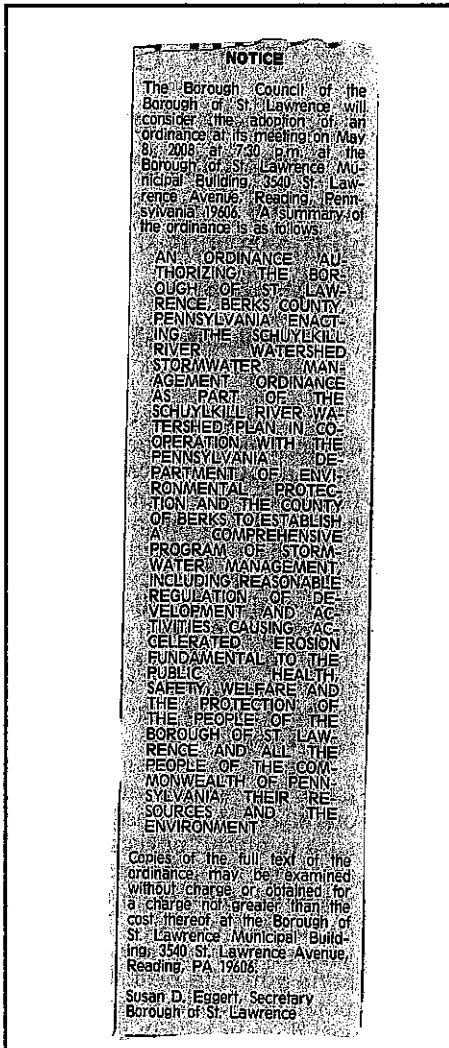 NOTICE
The Borough Council of the
Borough of St. Lawrence will
consider the adoption of an
ordinance at its meeting on May
8, 2008, at 7:30 p.m. at the
Borough of St. Lawrence Mu-
nicipal Building, 3540 St. Law-
rence Avenue, Reading, Penn-
sylvania 19606. A summary of
the ordinance is as follows:
AN ORDINANCE AU-
THORIZING THE BOR-
OUGH OF ST. LAW-
RENCE, BERKS COUNTY,
PENNSYLVANIA ENACT-
ING THE SCHUYLKILL
RIVER WATERSHED
STORMWATER MAN-
AGEMENT ORDINANCE
AS PART OF THE
SCHUYLKILL RIVER WA-
TERSHED PLAN IN CO-
OPERATION WITH THE
PENNSYLVANIA DE-
PARTMENT OF ENVI-
RONMENTAL PROTEC-
TION AND THE COUNTY
OF BERKS TO ESTABLISH
A COMPREHENSIVE
PROGRAM OF STORM-
WATER MANAGEMENT,
INCLUDING REASONABLE
REGULATION OF DE-
VELOPMENT AND AC-
TIVITIES CAUSING AC-
CELERATED EROSION
FUNDAMENTAL TO THE
PUBLIC HEALTH,
SAFETY, WELFARE AND
THE PROTECTION OF
THE PEOPLE OF THE
BOROUGH OF ST. LAW-
RENCE AND ALL THE
PEOPLE OF THE COM-
MONWEALTH OF PENN-
SYLVANIA, THEIR RE-
SOURCES AND THE
ENVIRONMENT
Copies of the full text of the
ordinance may be examined
without charge or obtained for
a charge not greater than the
cost thereof at the Borough of
St. Lawrence Municipal Build-
ing, 3540 St. Lawrence Avenue,
Reading, PA 19606.
Susan D. Eggert, Secretary
Borough of St. Lawrence